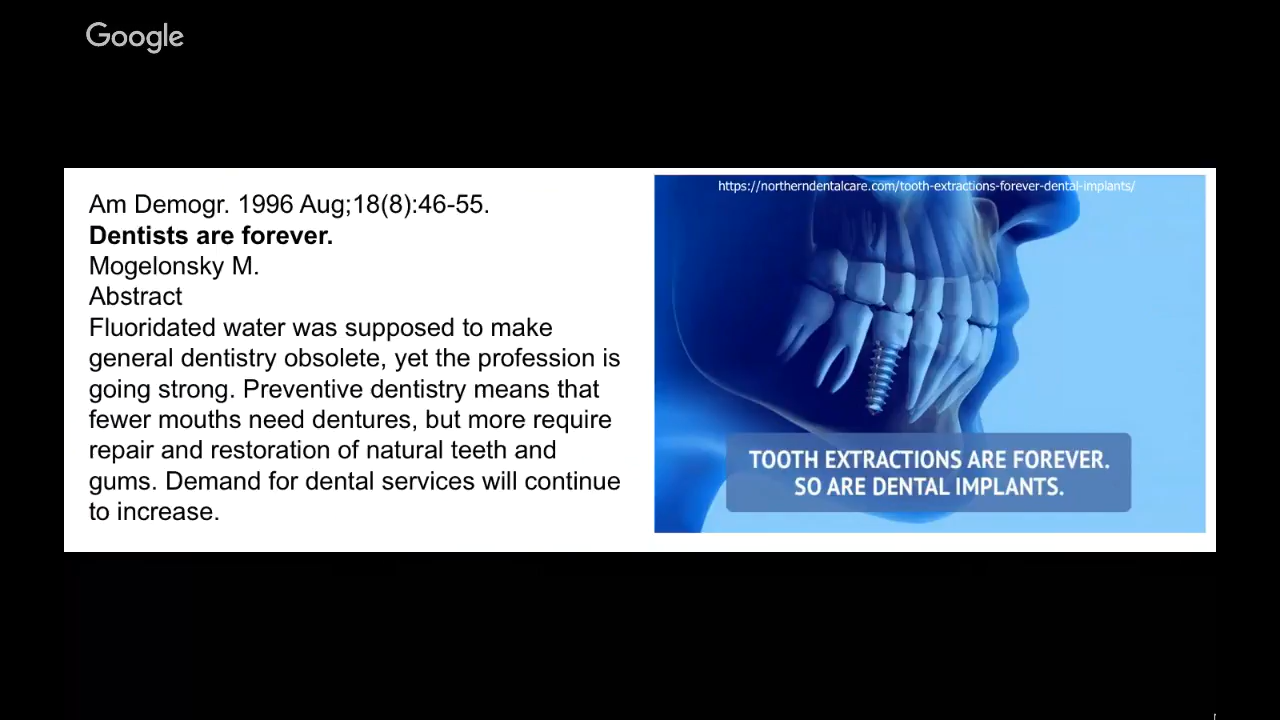 Google
Am Demogr. 1996 Aug;18(8):46-55.
Dentists are forever.
Mogelonsky M.
Abstract
Fluoridated water was supposed to make
general dentistry obsolete, yet the profession is
going strong. Preventive dentistry means that
fewer mouths need dentures, but more require
repair and restoration of natural teeth and
gums. Demand for dental services will continue
to increase.
https://northerndentalcare.com/tooth-extractions-forever-dental-implants/
TOOTH EXTRACTIONS ARE FOREVER.
SO ARE DENTAL IMPLANTS.